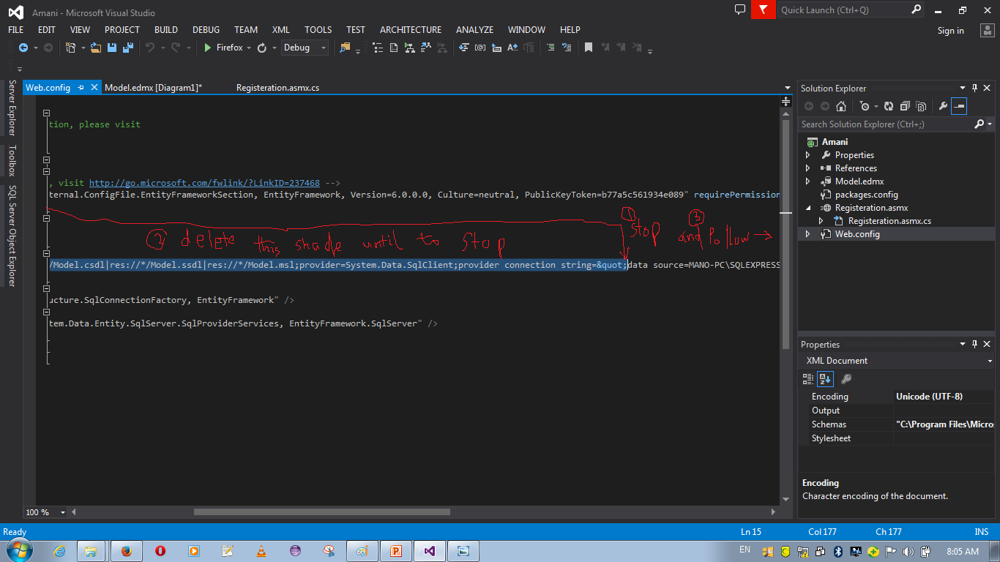 Amani - Microsoft Visual Studio
Quick Launch (Ctrl+Q)
FILE EDIT VIEW PROJECT BUILD DEBUG TEAM XML TOOLS TEST ARCHITECTURE ANALYZE WINDOW HELP
Sign in
Firefox
Debug
Server Explorer
Toolbox
SQL Server Object Explorer
Web.config
Model.edmx [Diagram1]*
Registeration.asmx.cs
tion, please visit
, visit http://go.microsoft.com/fwlink/?LinkID=237468 -->
ternal.ConfigFile.EntityFrameworkSection, EntityFramework, Version=6.0.0.0, Culture=neutral, PublicKeyToken=b77a5c561934e089" requirePermission
① stop
② delete this shade until to stop
③ and follow →
/Model.csdl|res://*/Model.ssdl|res://*/Model.msl;provider=System.Data.SqlClient;provider connection string=&quot;data source=MANO-PC\SQLEXPRESS
ucture.SqlConnectionFactory, EntityFramework" />
tem.Data.Entity.SqlServer.SqlProviderServices, EntityFramework.SqlServer" />
100 %
Solution Explorer
Search Solution Explorer (Ctrl+;)
Amani
Properties
References
Model.edmx
packages.config
Registeration.asmx
Registeration.asmx.cs
Web.config
Properties
XML Document
Encoding Unicode (UTF-8)
Output
Schemas "C:\Program Files\Micros
Stylesheet
Encoding
Character encoding of the document.
Ready
Ln 15
Col 177
Ch 177
INS
EN
8:05 AM